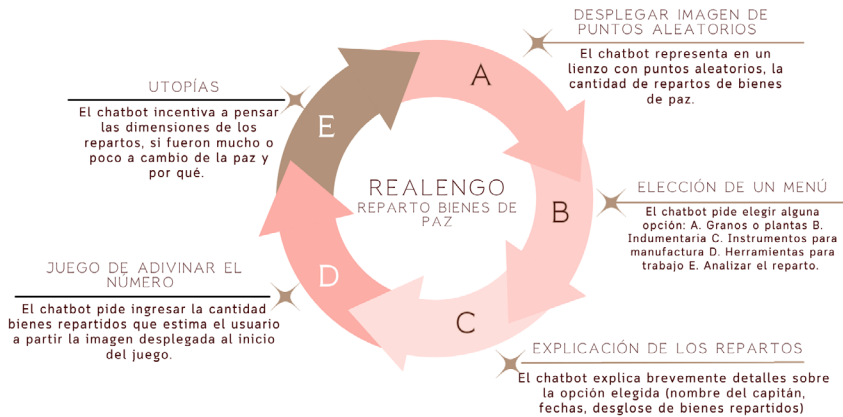 DESPLEGAR IMAGEN DE
PUNTOS ALEATORIOS
El chatbot representa en un
lienzo con puntos aleatorios, la
cantidad de repartos de bienes
de paz.
A
UTOPÍAS
El chatbot incentiva a pensar
las dimensiones de los
repartos, si fueron mucho o
poco a cambio de la paz y
por qué.
E
REALENGO
REPARTO BIENES DE
PAZ
B
ELECCIÓN DE UN MENÚ
El chatbot pide elegir alguna
opción: A. Granos o plantas B.
Indumentaria C. Instrumentos para
manufactura D. Herramientas para
trabajo E. Analizar el reparto.
JUEGO DE ADIVINAR EL
NÚMERO
El chatbot pide ingresar la cantidad
bienes repartidos que estima el usuario
a partir la imagen desplegada al inicio
del juego.
D
C
EXPLICACIÓN DE LOS REPARTOS
El chatbot explica brevemente detalles sobre
la opción elegida (nombre del capitán,
fechas, desglose de bienes repartidos)